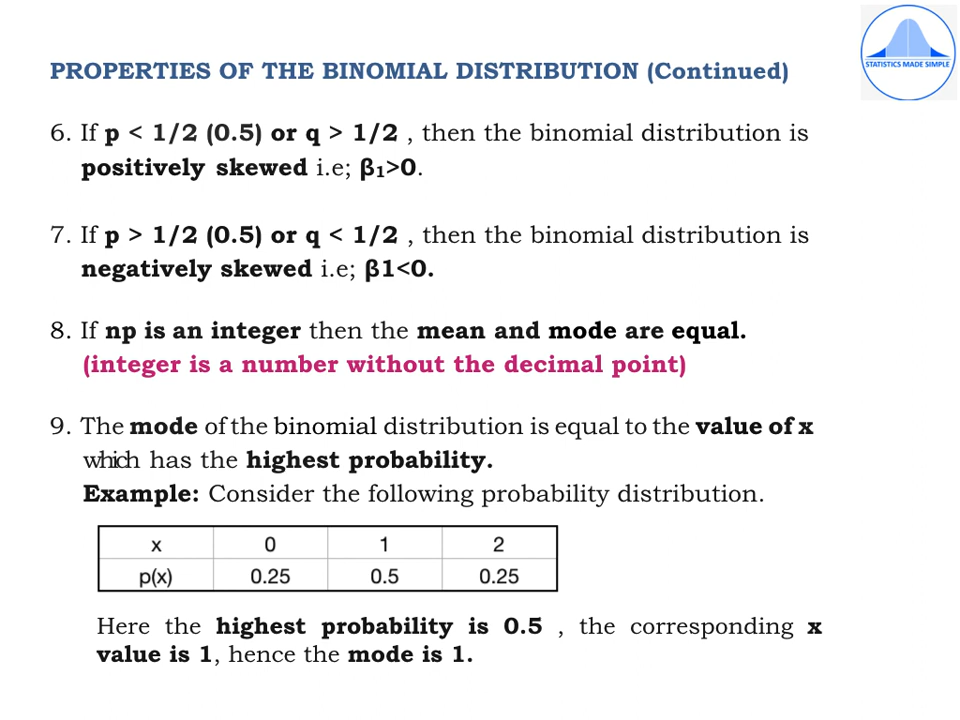 STATISTICS MADE SIMPLE
PROPERTIES OF THE BINOMIAL DISTRIBUTION (Continued)
6. If p < 1/2 (0.5) or q > 1/2 , then the binomial distribution is
positively skewed i.e; β₁>0.
7. If p > 1/2 (0.5) or q < 1/2 , then the binomial distribution is
negatively skewed i.e; β1<0.
8. If np is an integer then the mean and mode are equal.
(integer is a number without the decimal point)
9. The mode of the binomial distribution is equal to the value of x
which has the highest probability.
Example: Consider the following probability distribution.
x 0 1 2
p(x) 0.25 0.5 0.25
Here the highest probability is 0.5 , the corresponding x
value is 1, hence the mode is 1.